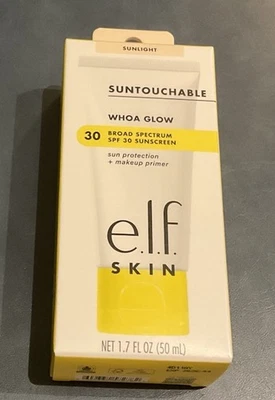 SUNLIGHT
SUNTOUCHABLE
WHOA GLOW
30 BROAD SPECTRUM
SPF 30 SUNSCREEN
sun protection
+ makeup primer
e.l.f.
SKIN
NET 1.7 FL OZ (50 mL)